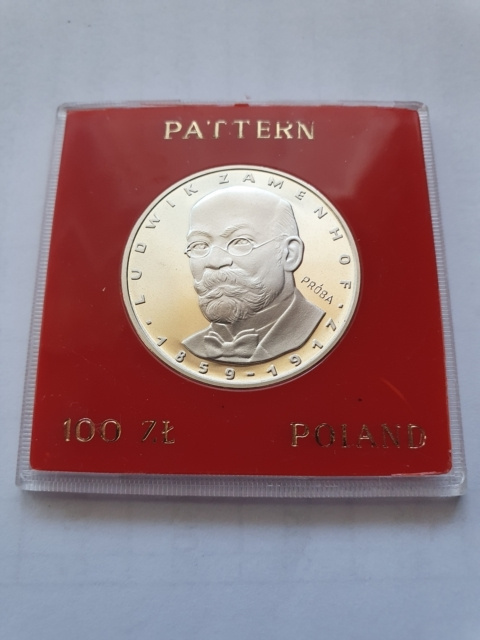 PATTERN
· LUDWIK ZAMENHOF ·
PRÓBA
1859-1917
100 ZŁ
POLAND